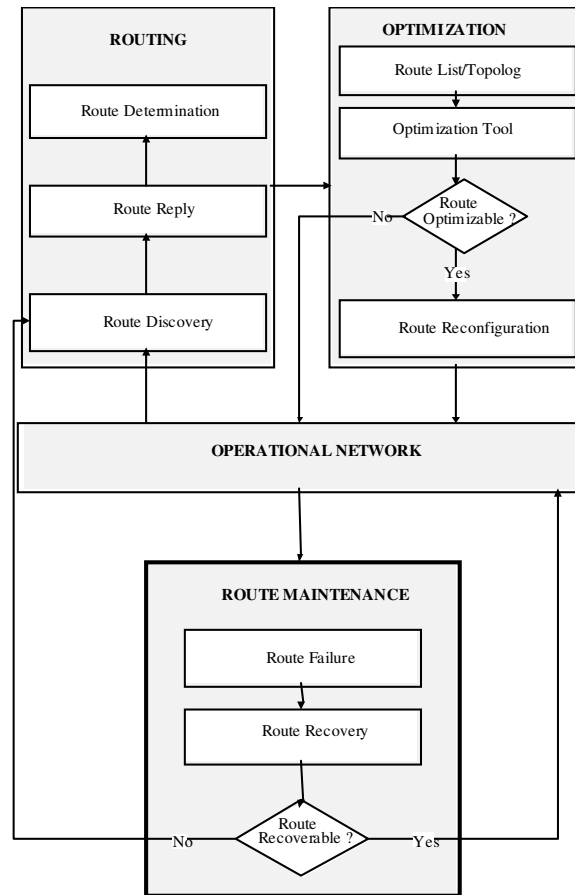 ROUTING
Route Determination
Route Reply
Route Discovery
OPTIMIZATION
Route List/Topolog
Optimization Tool
Route
Optimizable ?
No
Yes
Route Reconfiguration
OPERATIONAL NETWORK
ROUTE MAINTENANCE
Route Failure
Route Recovery
Route
Recoverable ?
No
Yes